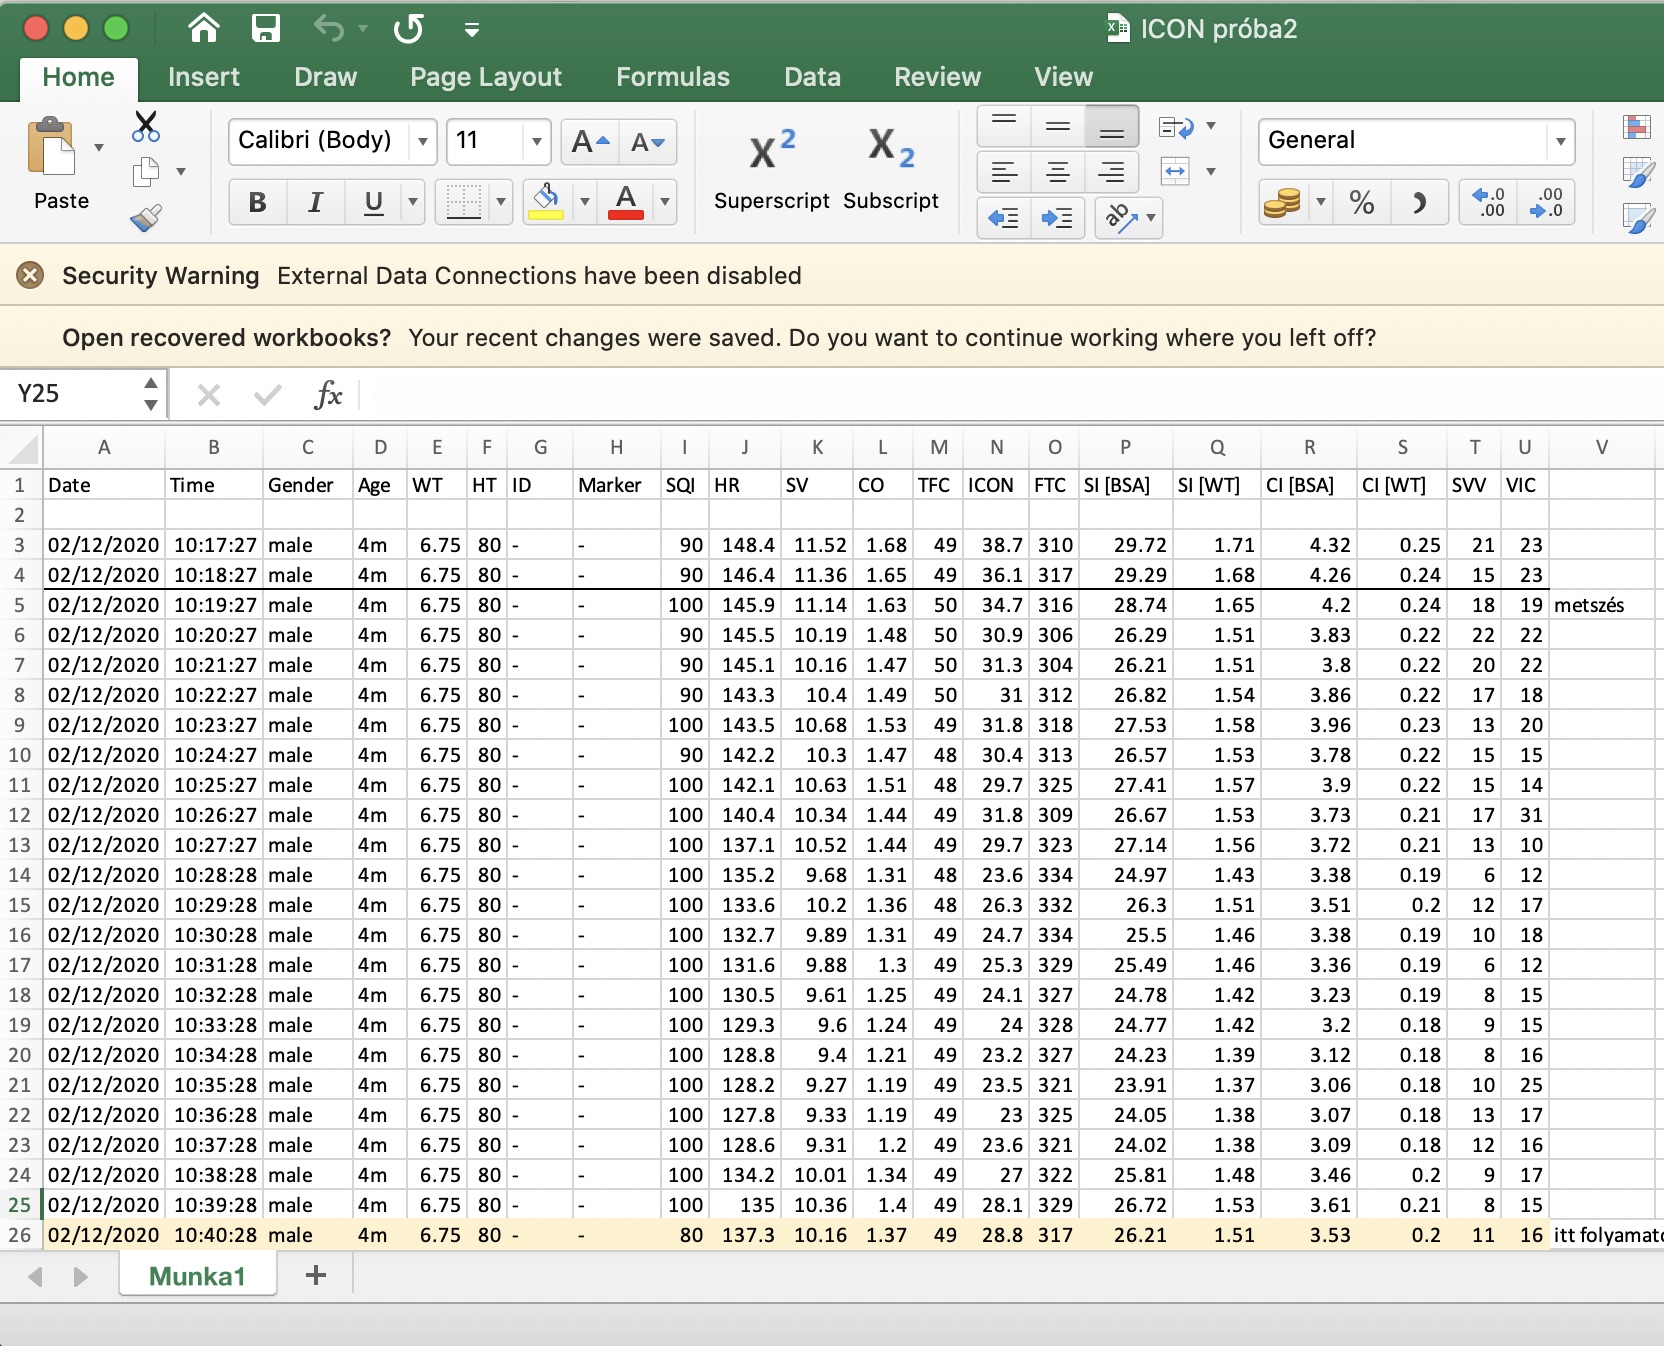 ICON próba2
Home Insert Draw Page Layout Formulas Data Review View
Paste
Calibri (Body) 11 A A
B I U A
X2 Superscript
X2 Subscript
ab
General
% .0 .00 .00 .0
Security Warning External Data Connections have been disabled
Open recovered workbooks? Your recent changes were saved. Do you want to continue working where you left off?
Y25 fx
A B C D E F G H I J K L M N O P Q R S T U V
1 Date Time Gender Age WT HT ID Marker SQI HR SV CO TFC ICON FTC SI [BSA] SI [WT] CI [BSA] CI [WT] SVV VIC
2
3 02/12/2020 10:17:27 male 4m 6.75 80 - - 90 148.4 11.52 1.68 49 38.7 310 29.72 1.71 4.32 0.25 21 23
4 02/12/2020 10:18:27 male 4m 6.75 80 - - 90 146.4 11.36 1.65 49 36.1 317 29.29 1.68 4.26 0.24 15 23
5 02/12/2020 10:19:27 male 4m 6.75 80 - - 100 145.9 11.14 1.63 50 34.7 316 28.74 1.65 4.2 0.24 18 19 metszés
6 02/12/2020 10:20:27 male 4m 6.75 80 - - 90 145.5 10.19 1.48 50 30.9 306 26.29 1.51 3.83 0.22 22 22
7 02/12/2020 10:21:27 male 4m 6.75 80 - - 90 145.1 10.16 1.47 50 31.3 304 26.21 1.51 3.8 0.22 20 22
8 02/12/2020 10:22:27 male 4m 6.75 80 - - 90 143.3 10.4 1.49 50 31 312 26.82 1.54 3.86 0.22 17 18
9 02/12/2020 10:23:27 male 4m 6.75 80 - - 100 143.5 10.68 1.53 49 31.8 318 27.53 1.58 3.96 0.23 13 20
10 02/12/2020 10:24:27 male 4m 6.75 80 - - 90 142.2 10.3 1.47 48 30.4 313 26.57 1.53 3.78 0.22 15 15
11 02/12/2020 10:25:27 male 4m 6.75 80 - - 100 142.1 10.63 1.51 48 29.7 325 27.41 1.57 3.9 0.22 15 14
12 02/12/2020 10:26:27 male 4m 6.75 80 - - 100 140.4 10.34 1.44 49 31.8 309 26.67 1.53 3.73 0.21 17 31
13 02/12/2020 10:27:27 male 4m 6.75 80 - - 100 137.1 10.52 1.44 49 29.7 323 27.14 1.56 3.72 0.21 13 10
14 02/12/2020 10:28:28 male 4m 6.75 80 - - 100 135.2 9.68 1.31 48 23.6 334 24.97 1.43 3.38 0.19 6 12
15 02/12/2020 10:29:28 male 4m 6.75 80 - - 100 133.6 10.2 1.36 48 26.3 332 26.3 1.51 3.51 0.2 12 17
16 02/12/2020 10:30:28 male 4m 6.75 80 - - 100 132.7 9.89 1.31 49 24.7 334 25.5 1.46 3.38 0.19 10 18
17 02/12/2020 10:31:28 male 4m 6.75 80 - - 100 131.6 9.88 1.3 49 25.3 329 25.49 1.46 3.36 0.19 6 12
18 02/12/2020 10:32:28 male 4m 6.75 80 - - 100 130.5 9.61 1.25 49 24.1 327 24.78 1.42 3.23 0.19 8 15
19 02/12/2020 10:33:28 male 4m 6.75 80 - - 100 129.3 9.6 1.24 49 24 328 24.77 1.42 3.2 0.18 9 15
20 02/12/2020 10:34:28 male 4m 6.75 80 - - 100 128.8 9.4 1.21 49 23.2 327 24.23 1.39 3.12 0.18 8 16
21 02/12/2020 10:35:28 male 4m 6.75 80 - - 100 128.2 9.27 1.19 49 23.5 321 23.91 1.37 3.06 0.18 10 25
22 02/12/2020 10:36:28 male 4m 6.75 80 - - 100 127.8 9.33 1.19 49 23 325 24.05 1.38 3.07 0.18 13 17
23 02/12/2020 10:37:28 male 4m 6.75 80 - - 100 128.6 9.31 1.2 49 23.6 321 24.02 1.38 3.09 0.18 12 16
24 02/12/2020 10:38:28 male 4m 6.75 80 - - 100 134.2 10.01 1.34 49 27 322 25.81 1.48 3.46 0.2 9 17
25 02/12/2020 10:39:28 male 4m 6.75 80 - - 100 135 10.36 1.4 49 28.1 329 26.72 1.53 3.61 0.21 8 15
26 02/12/2020 10:40:28 male 4m 6.75 80 - - 80 137.3 10.16 1.37 49 28.8 317 26.21 1.51 3.53 0.2 11 16 itt
Munka1 +